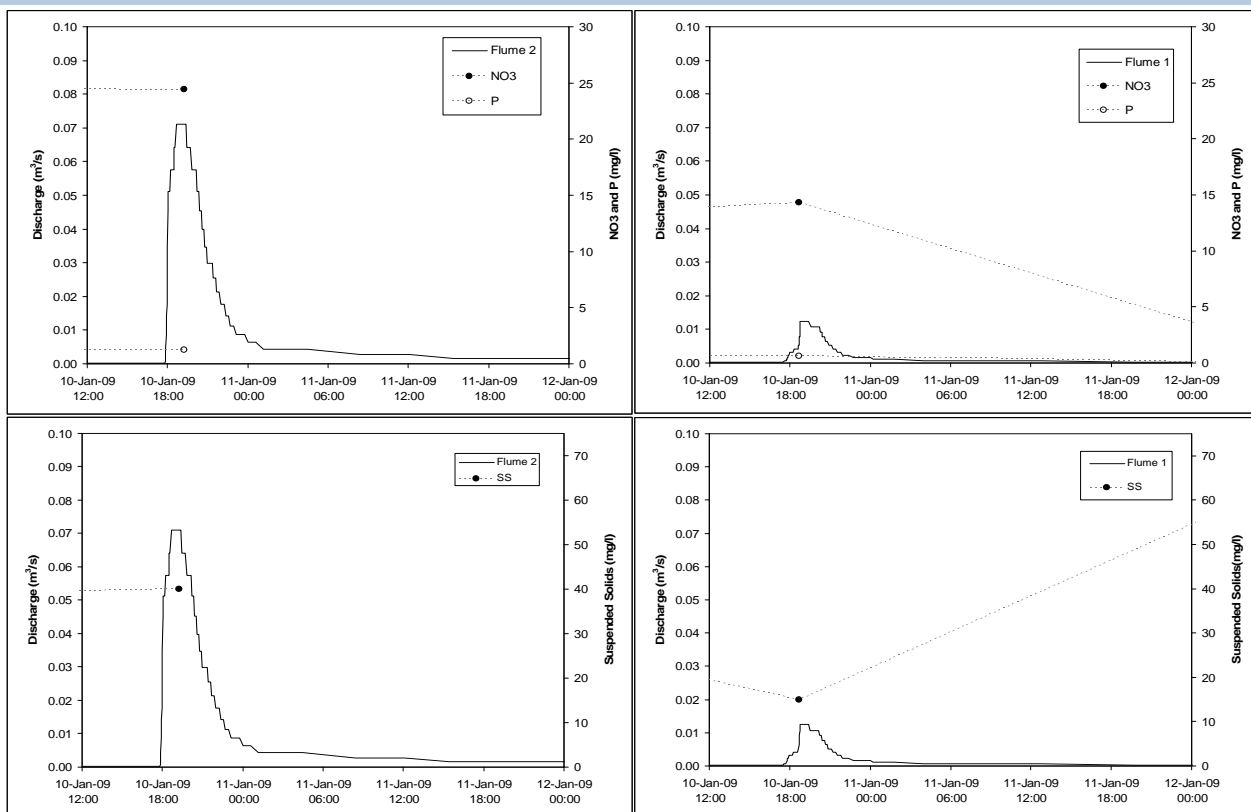 0.10
0.09
0.08
0.07
0.06
0.05
0.04
0.03
0.02
0.01
0.00
Discharge (m³/s)
30
25
20
15
10
5
0
NO3 and P (mg/l)
Flume 2
NO3
P
10-Jan-09 10-Jan-09 11-Jan-09 11-Jan-09 11-Jan-09 11-Jan-09 12-Jan-09
12:00 18:00 00:00 06:00 12:00 18:00 00:00
0.10
0.09
0.08
0.07
0.06
0.05
0.04
0.03
0.02
0.01
0.00
Discharge (m³/s)
30
25
20
15
10
5
0
NO3 and P (mg/l)
Flume 1
NO3
P
10-Jan-09 10-Jan-09 11-Jan-09 11-Jan-09 11-Jan-09 11-Jan-09 12-Jan-09
12:00 18:00 00:00 06:00 12:00 18:00 00:00
0.10
0.09
0.08
0.07
0.06
0.05
0.04
0.03
0.02
0.01
0.00
Discharge (m³/s)
70
60
50
40
30
20
10
0
Suspended Solids (mg/l)
Flume 2
SS
10-Jan-09 10-Jan-09 11-Jan-09 11-Jan-09 11-Jan-09 11-Jan-09 12-Jan-09
12:00 18:00 00:00 06:00 12:00 18:00 00:00
0.10
0.09
0.08
0.07
0.06
0.05
0.04
0.03
0.02
0.01
0.00
Discharge (m³/s)
70
60
50
40
30
20
10
0
Suspended Solids(mg/l)
Flume 1
SS
10-Jan-09 10-Jan-09 11-Jan-09 11-Jan-09 11-Jan-09 11-Jan-09 12-Jan-09
12:00 18:00 00:00 06:00 12:00 18:00 00:00